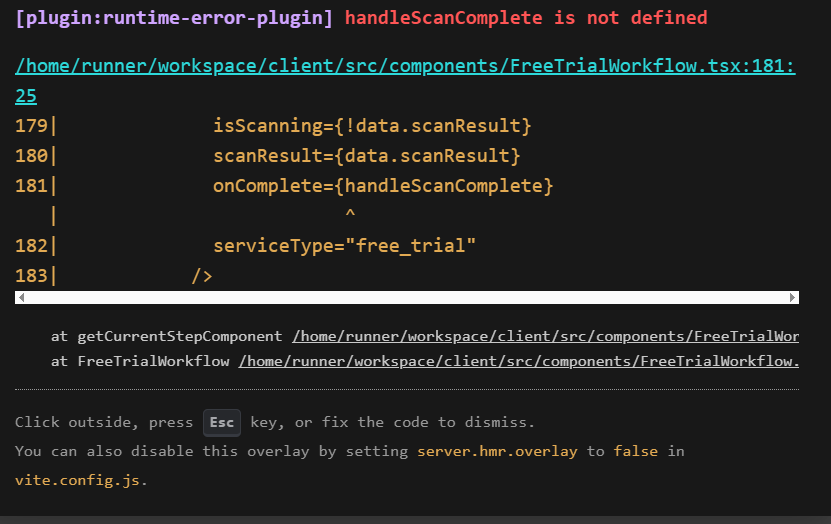 [plugin:runtime-error-plugin] handleScanComplete is not defined
/home/runner/workspace/client/src/components/FreeTrialWorkflow.tsx:181:
25
179|              isScanning={!data.scanResult}
180|              scanResult={data.scanResult}
181|              onComplete={handleScanComplete}
   |                          ^
182|              serviceType="free_trial"
183|            />
at getCurrentStepComponent /home/runner/workspace/client/src/components/FreeTrialWor
at FreeTrialWorkflow /home/runner/workspace/client/src/components/FreeTrialWorkflow.
Click outside, press Esc key, or fix the code to dismiss.
You can also disable this overlay by setting server.hmr.overlay to false in
vite.config.js.